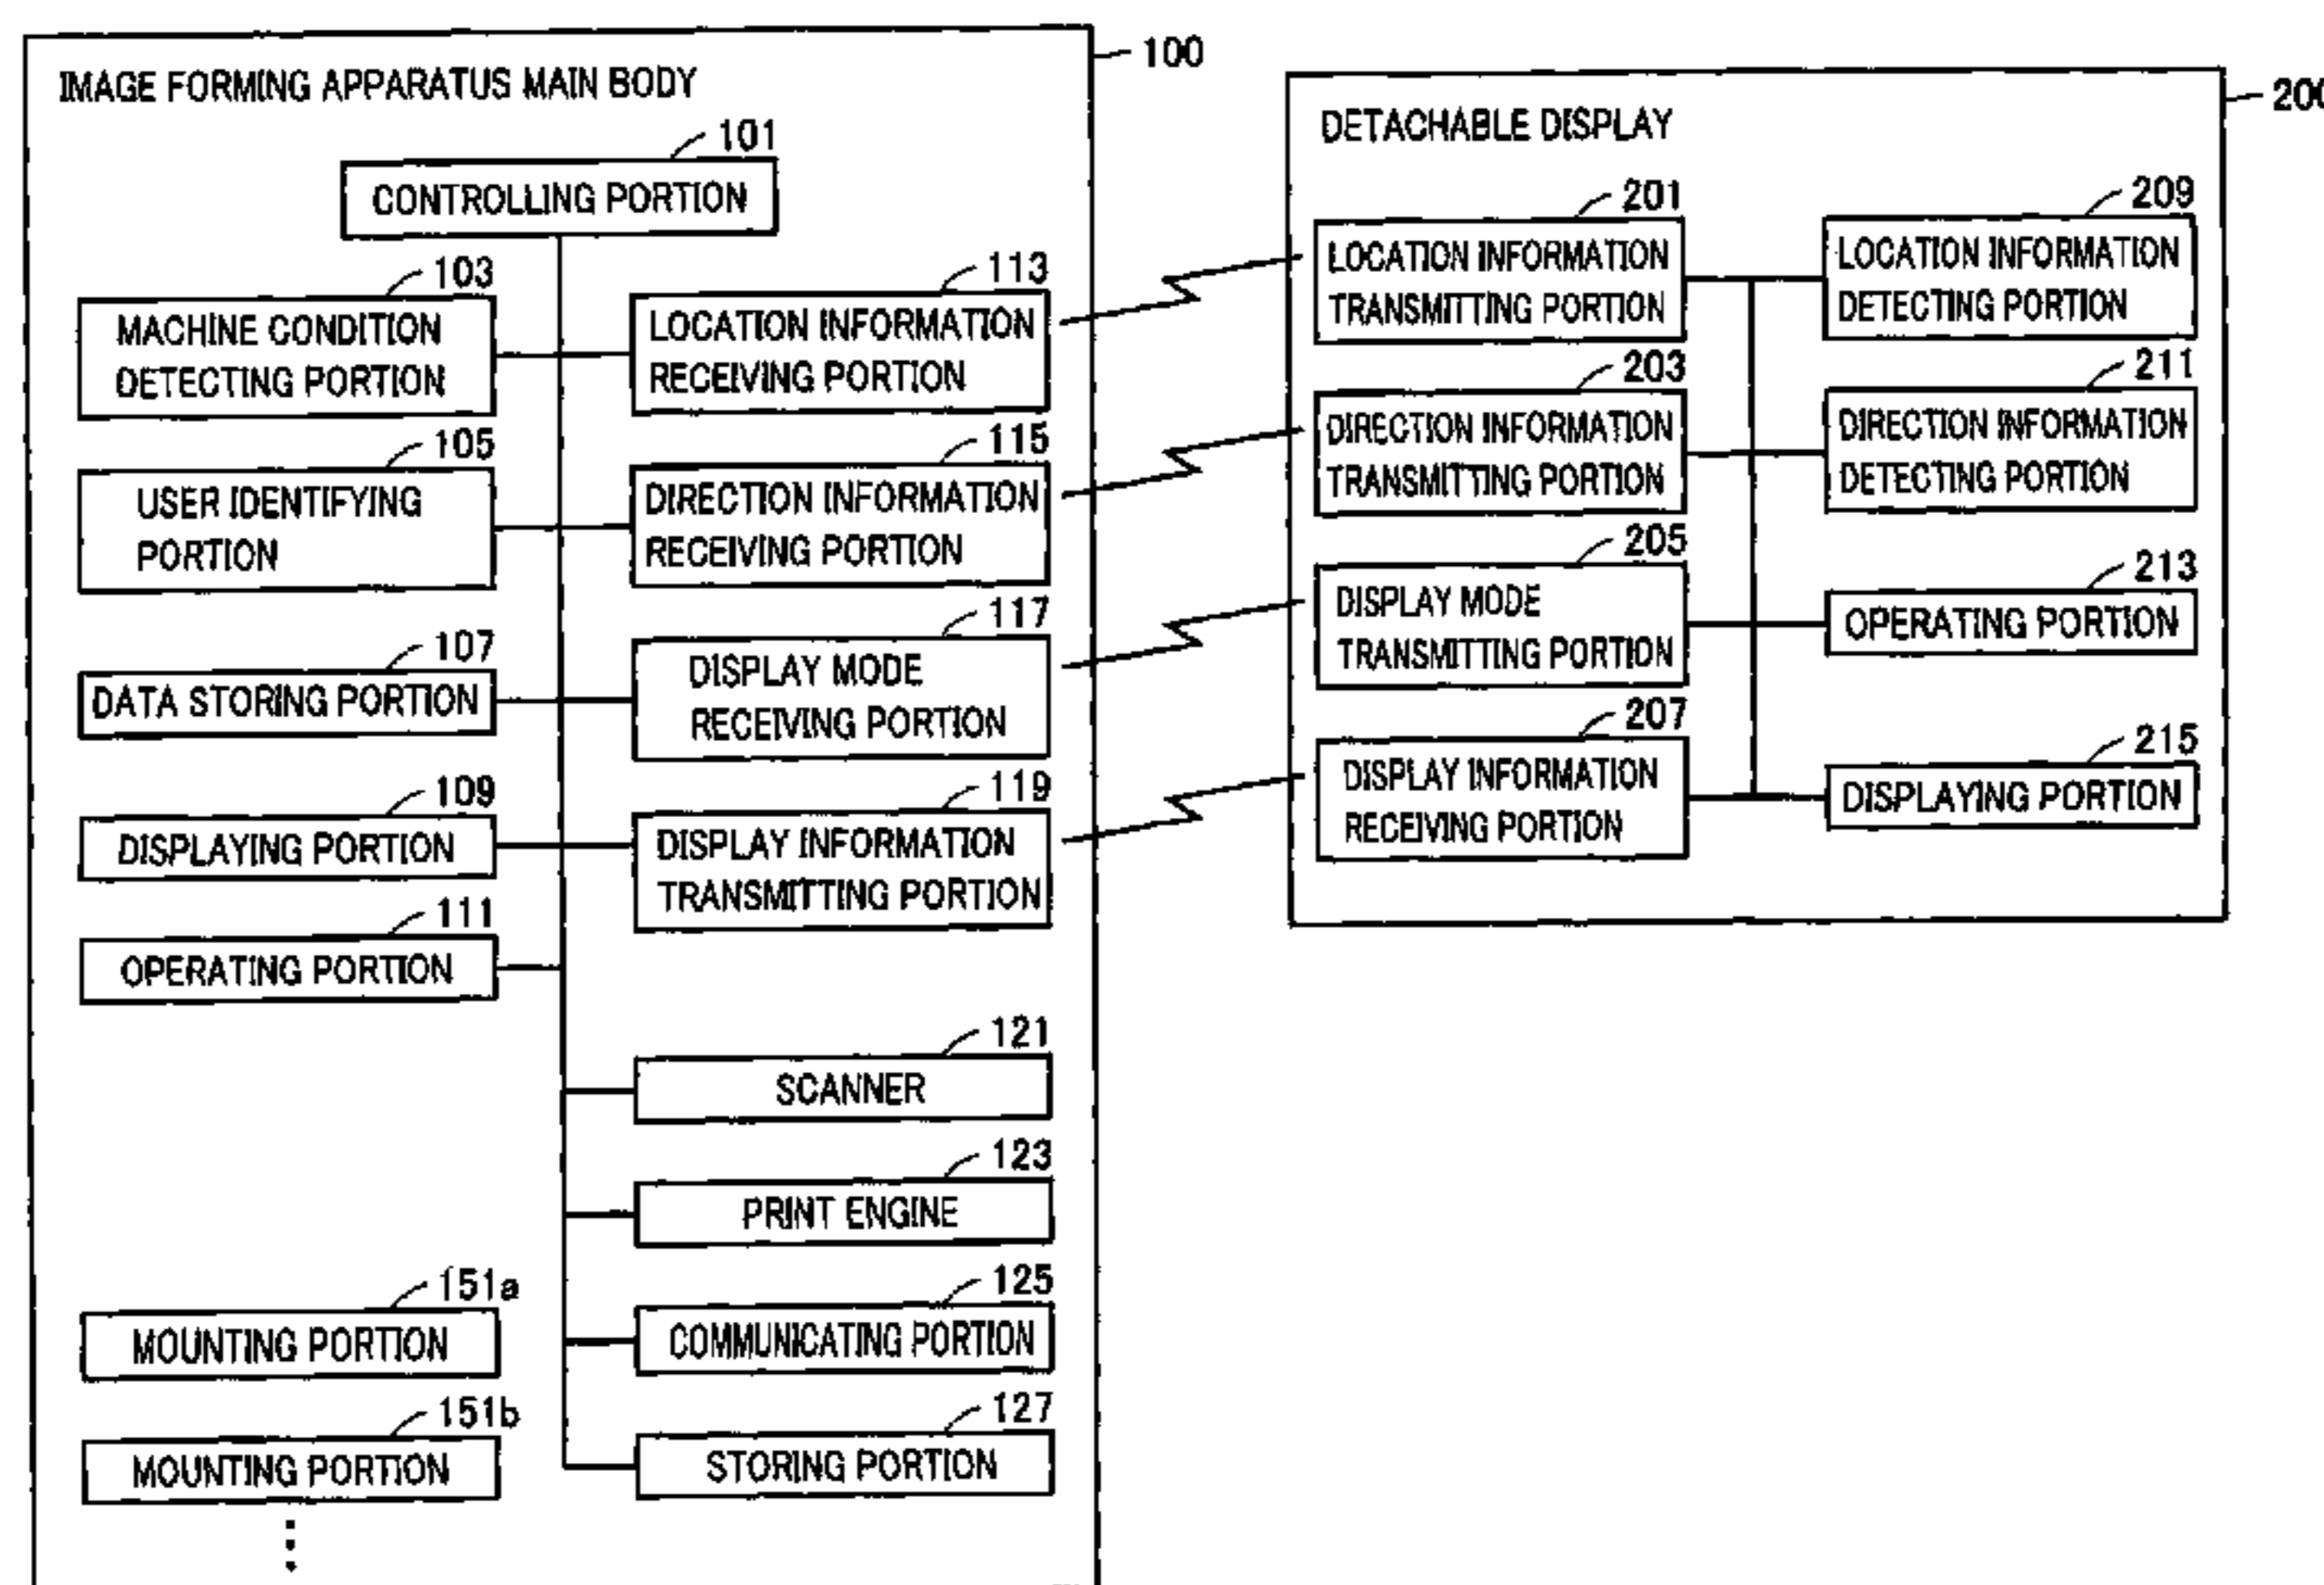 IMAGE FORMING APPARATUS MAIN BODY
100
101
CONTROLLING PORTION
103
MACHINE CONDITION
DETECTING PORTION
113
LOCATION INFORMATION
RECEIVING PORTION
105
USER IDENTIFYING
PORTION
115
DIRECTION INFORMATION
RECEIVING PORTION
107
DATA STORING PORTION
117
DISPLAY MODE
RECEIVING PORTION
109
DISPLAYING PORTION
119
DISPLAY INFORMATION
TRANSMITTING PORTION
111
OPERATING PORTION
121
SCANNER
123
PRINT ENGINE
151a
MOUNTING PORTION
125
COMMUNICATING PORTION
151b
MOUNTING PORTION
127
STORING PORTION
DETACHABLE DISPLAY
200
201
LOCATION INFORMATION
TRANSMITTING PORTION
209
LOCATION INFORMATION
DETECTING PORTION
203
DIRECTION INFORMATION
TRANSMITTING PORTION
211
DIRECTION INFORMATION
DETECTING PORTION
205
DISPLAY MODE
TRANSMITTING PORTION
213
OPERATING PORTION
207
DISPLAY INFORMATION
RECEIVING PORTION
215
DISPLAYING PORTION